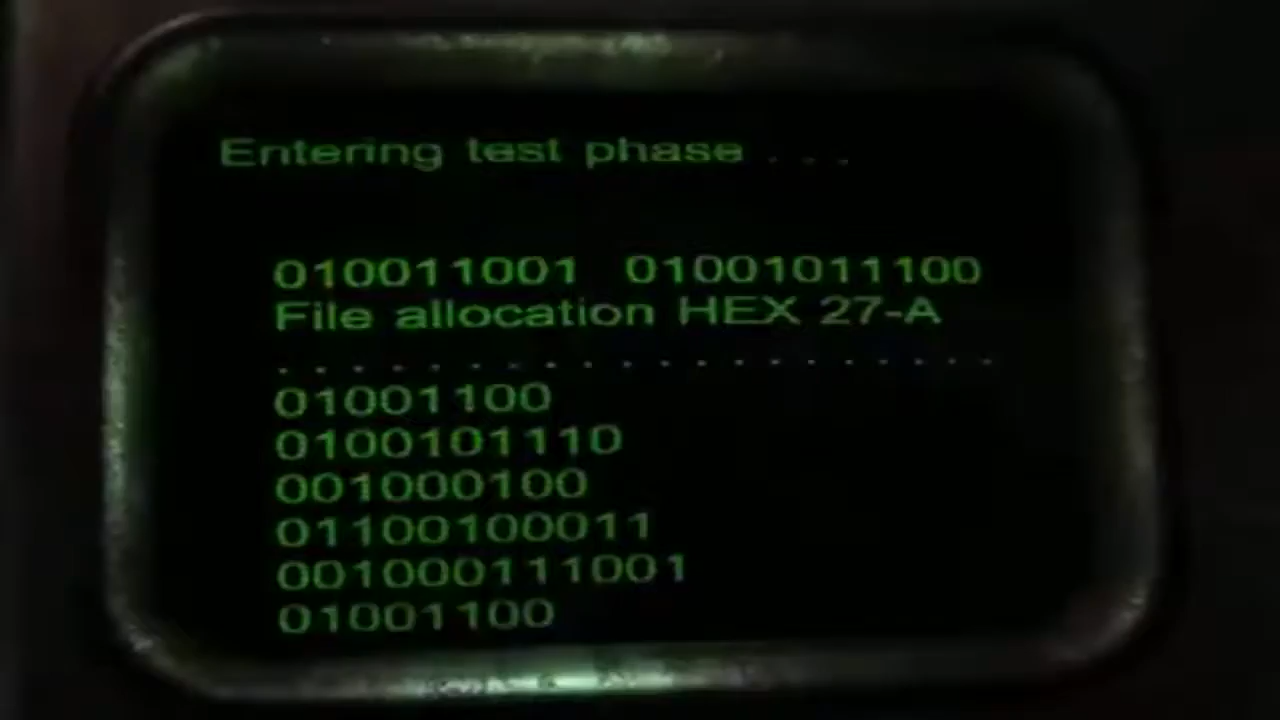 Entering test phase . . .
010011001 01001011100
File allocation HEX 27-A
. . . . . . . . . . . . . . . . . . . .
01001100
0100101110
001000100
01100100011
001000111001
01001100